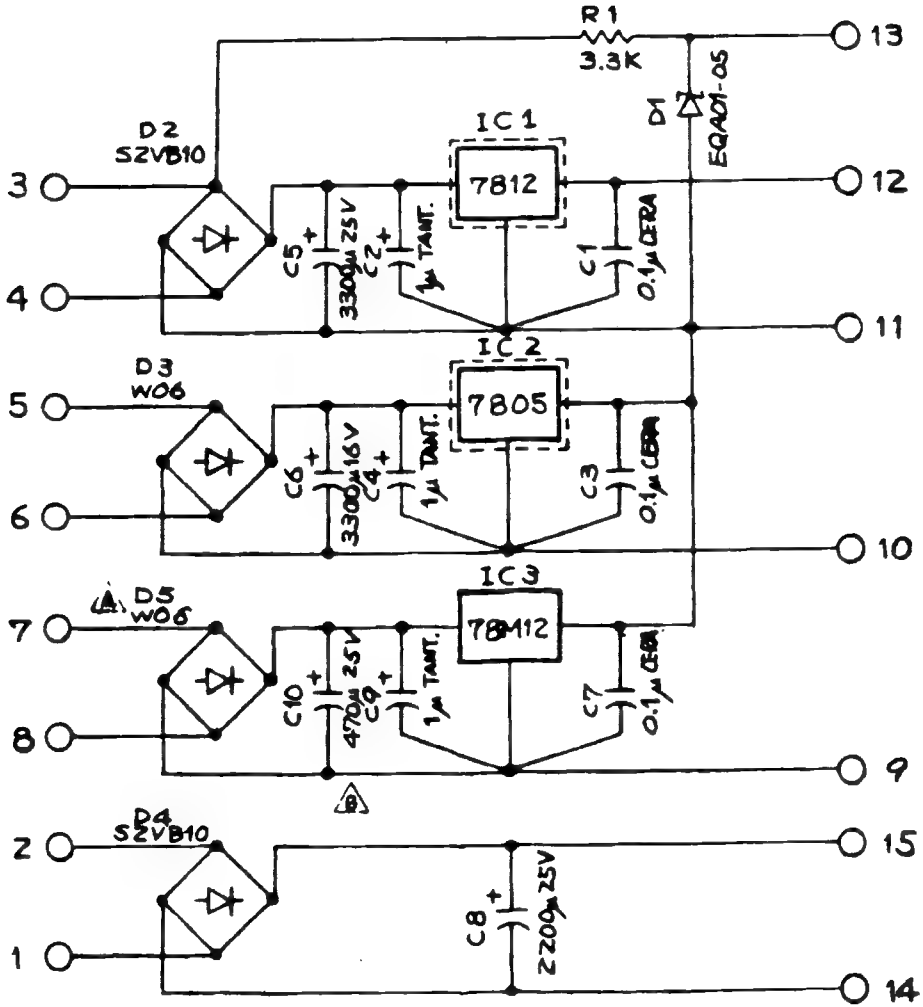 R1
3.3K
13
D1
EQA01-05
D2
S2VB10
IC1
7812
3
12
C5
+
3300μ 25V
C2
+
1μ TANT.
C1
0.1μ CERA
4
11
D3
W06
IC2
7805
5
C6
+
3300μ 16V
C4
+
1μ TANT.
C3
0.1μ CERA
6
10
A
D5
W06
IC3
78M12
7
C10
+
470μ 25V
C9
+
1μ TANT.
C7
0.1μ CERA
8
9
B
D4
S2VB10
2
15
C8
+
2200μ 25V
1
14